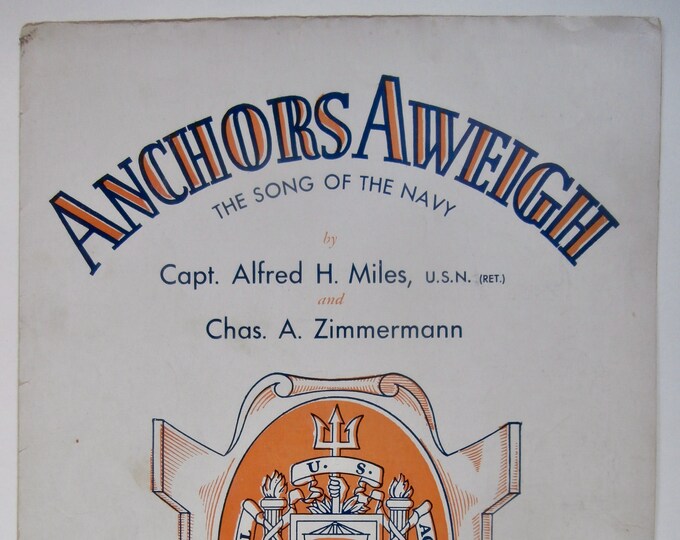 ANCHORS AWEIGH
THE SONG OF THE NAVY
by
Capt. Alfred H. Miles, U.S.N. (RET.)
and
Chas. A. Zimmermann
U. S.